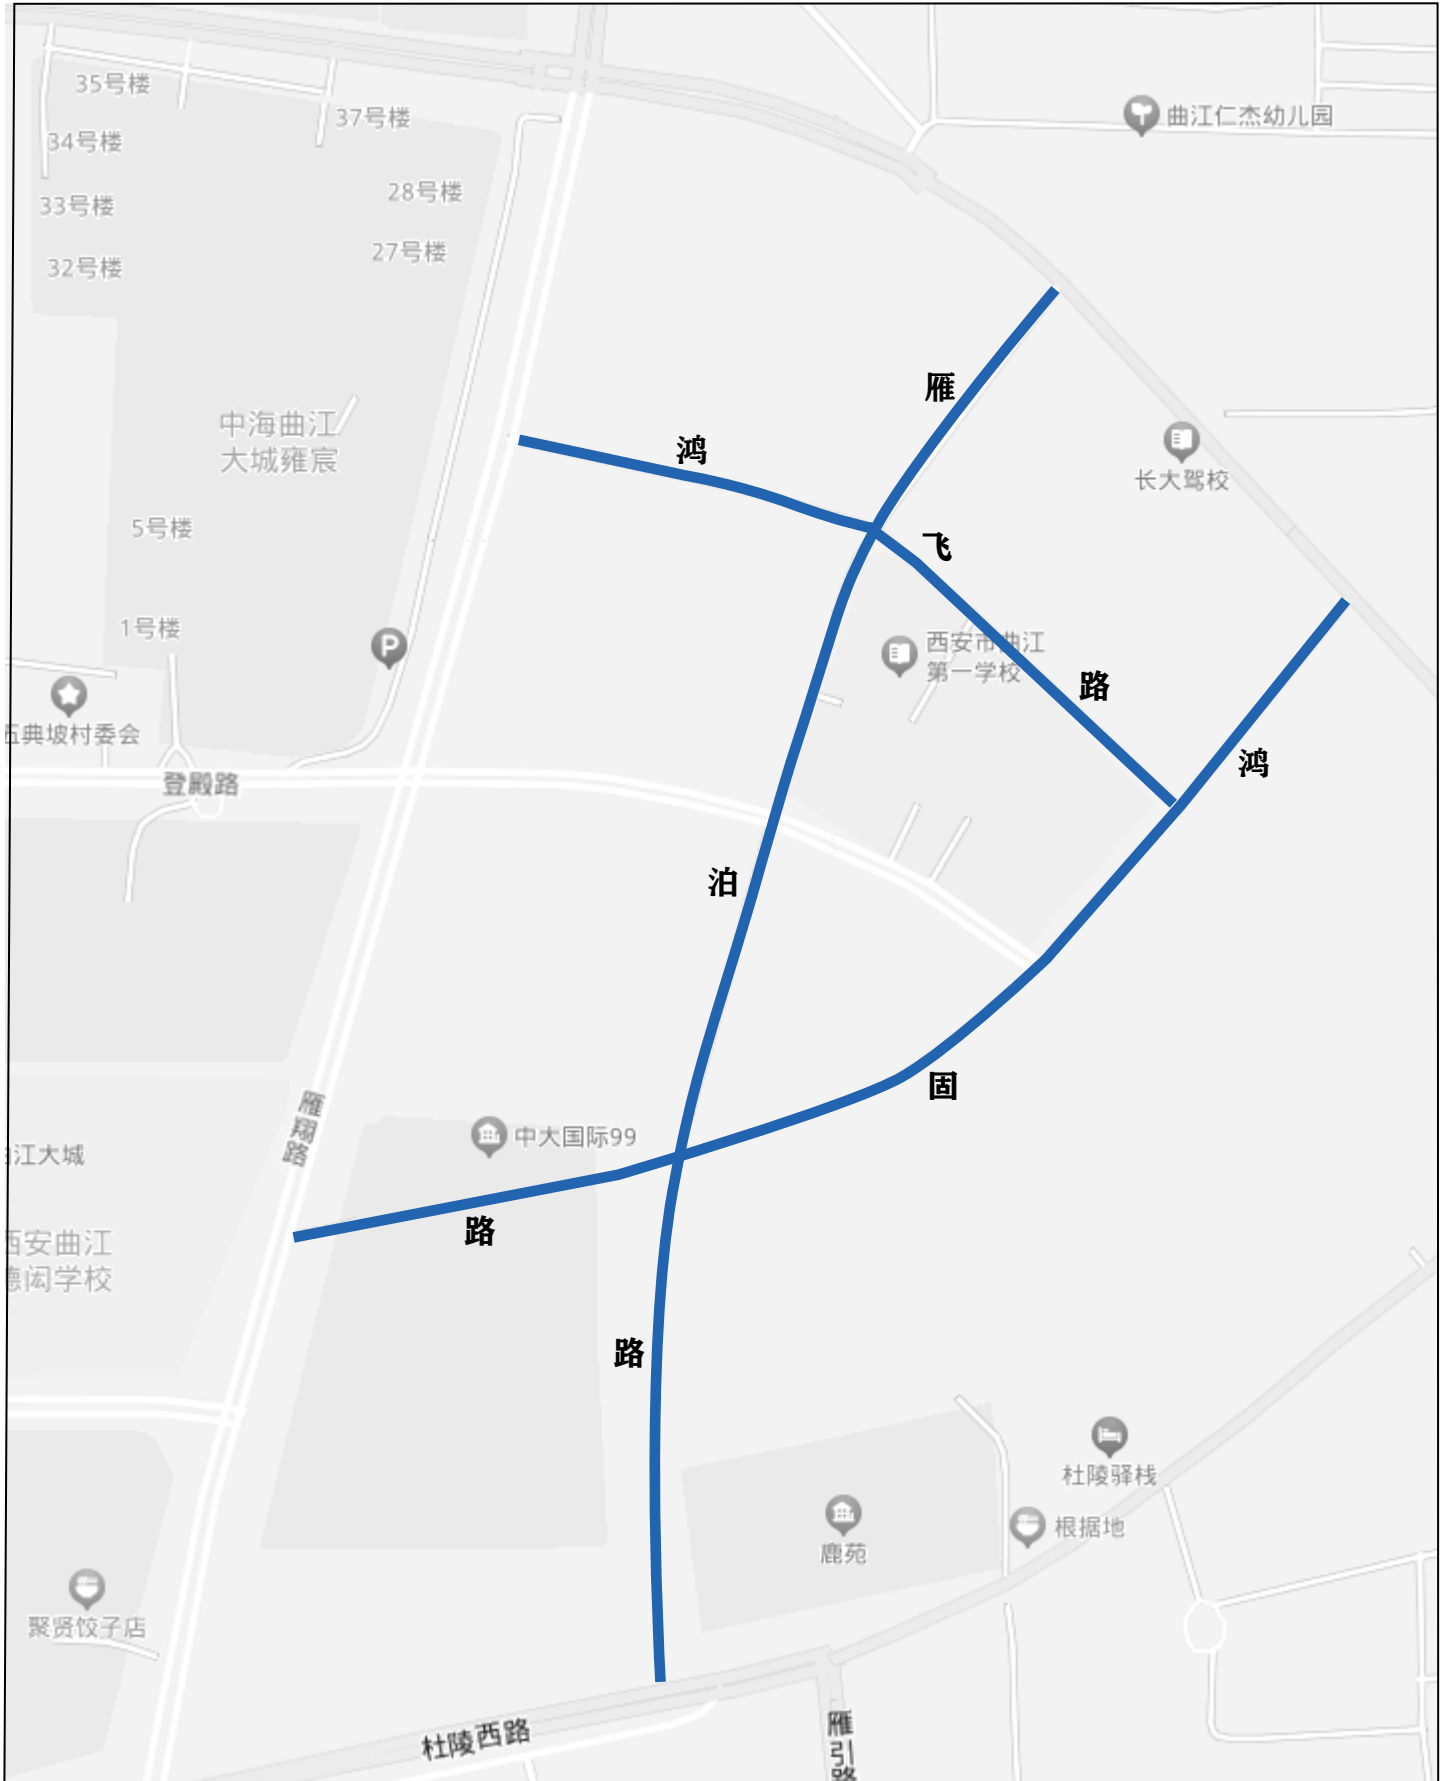 35号楼
37号楼
曲江仁杰幼儿园
34号楼
28号楼
33号楼
27号楼
32号楼
雁
鸿
中海曲江
大城雍宸
长大驾校
5号楼
飞
1号楼
P
西安市曲江
第一学校
路
伍典坡村委会
鸿
登殿路
泊
固
雁翔路
中大国际99
曲江大城
路
西安曲江
德闳学校
路
杜陵驿栈
根据地
鹿苑
聚贤饺子店
杜陵西路
雁引路